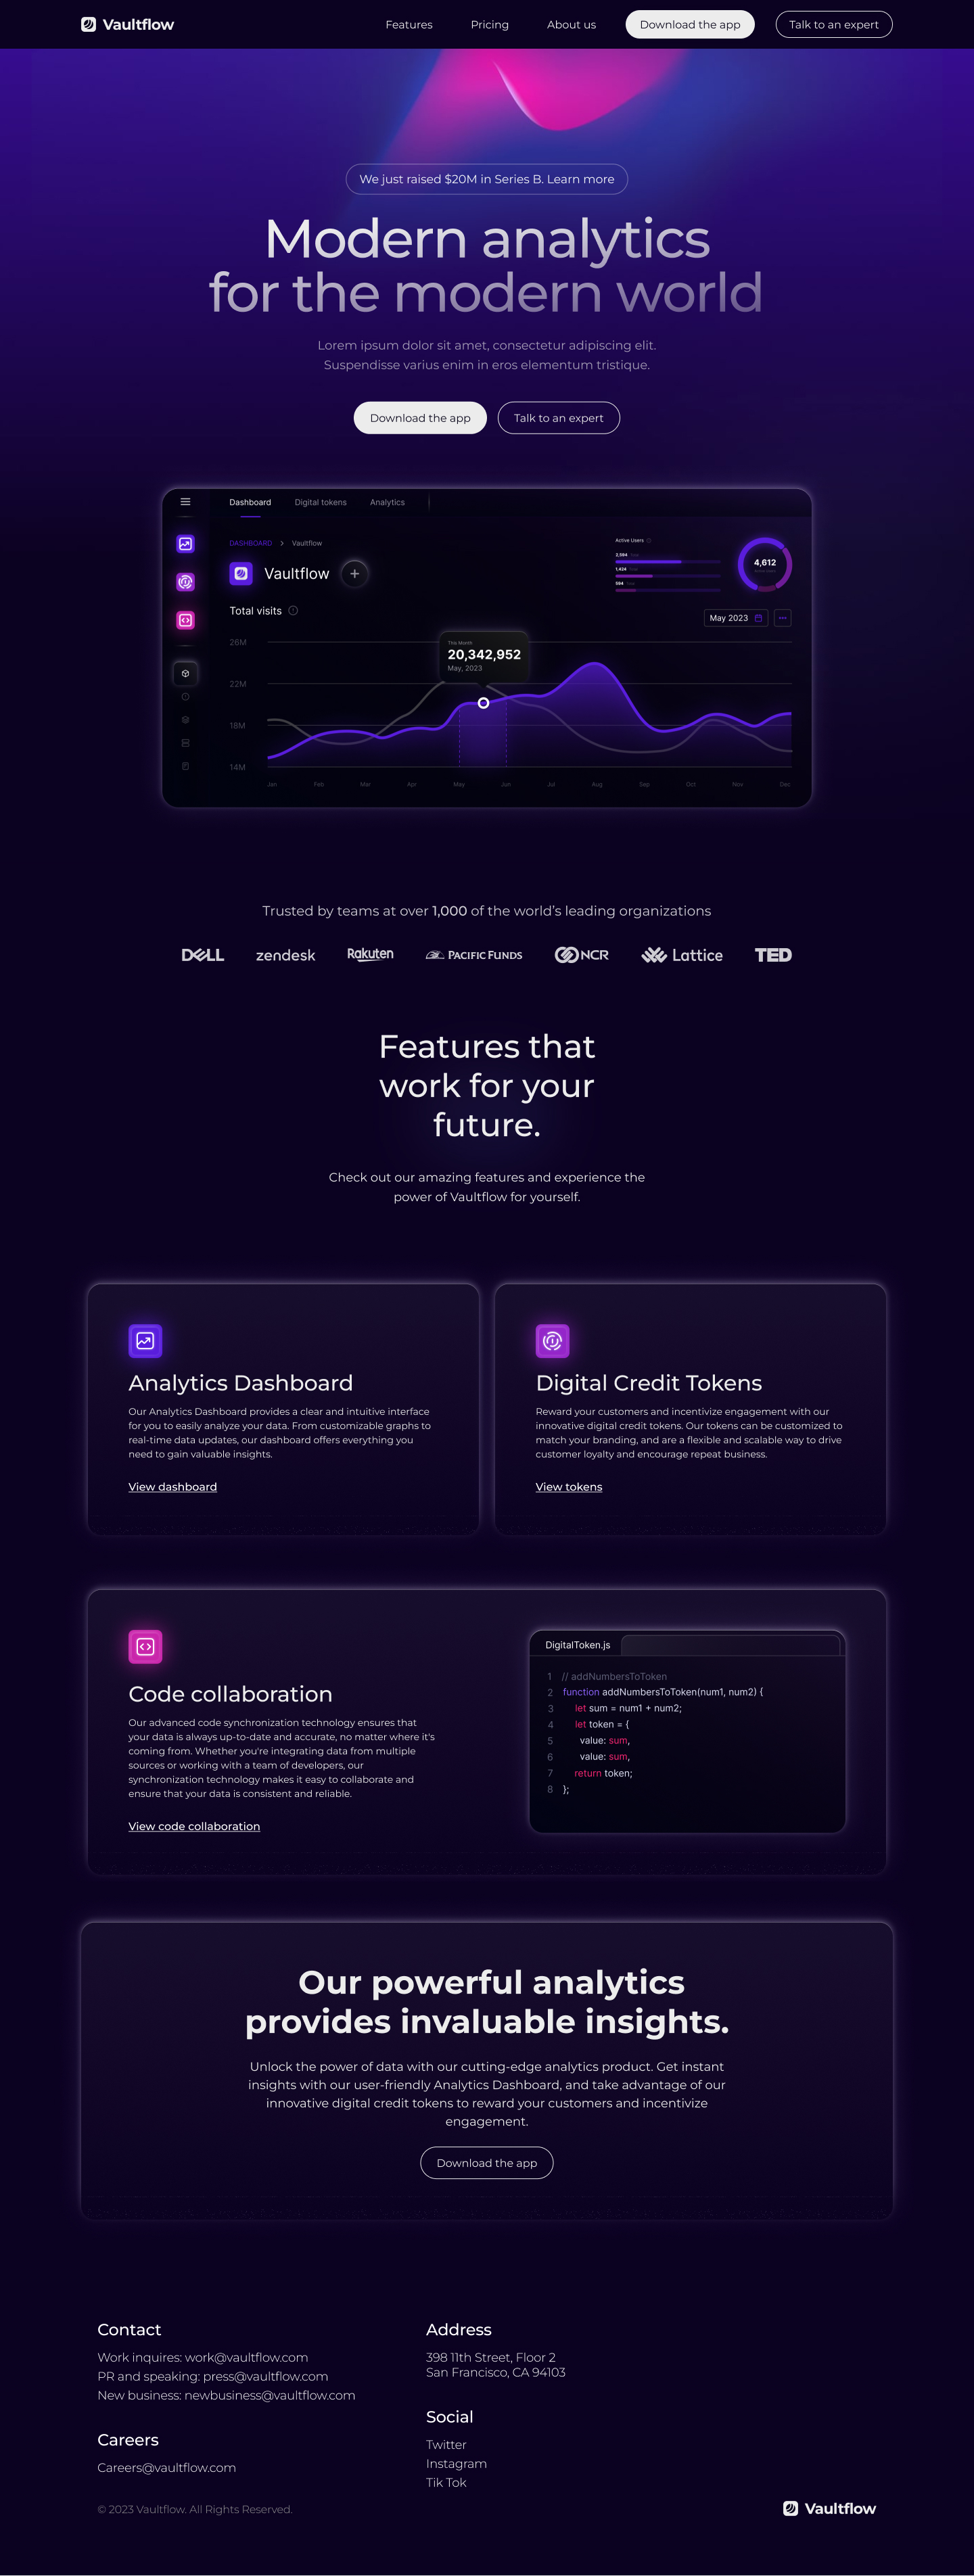 Vaultflow
Features
Pricing
About us
Download the app
Talk to an expert
We just raised $20M in Series B. Learn more
Modern analytics
for the modern world
Lorem ipsum dolor sit amet, consectetur adipiscing elit.
Suspendisse varius enim in eros elementum tristique.
Download the app
Talk to an expert
Dashboard
Digital tokens
Analytics
DASHBOARD
Vaultflow
Vaultflow
Active Users
2,594 Total
1,424 Total
594 Total
4,612
Total visits
May 2023
26M
22M
18M
14M
This Month
20,342,952
May, 2023
Jan
Feb
Mar
Apr
May
Jun
Jul
Aug
Sep
Oct
Nov
Dec
Trusted by teams at over 1,000 of the world's leading organizations
DELL
zendesk
Rakuten
PACIFIC FUNDS
NCR
Lattice
TED
Features that
work for your
future.
Check out our amazing features and experience the
power of Vaultflow for yourself.
Analytics Dashboard
Our Analytics Dashboard provides a clear and intuitive interface
for you to easily analyze your data. From customizable graphs to
real-time data updates, our dashboard offers everything you
need to gain valuable insights.
View dashboard
Digital Credit Tokens
Reward your customers and incentivize engagement with our
innovative digital credit tokens. Our tokens can be customized to
match your branding, and are a flexible and scalable way to drive
customer loyalty and encourage repeat business.
View tokens
Code collaboration
Our advanced code synchronization technology ensures that
your data is always up-to-date and accurate, no matter where it's
coming from. Whether you're integrating data from multiple
sources or working with a team of developers, our
synchronization technology makes it easy to collaborate and
ensure that your data is consistent and reliable.
View code collaboration
DigitalToken.js
1 // addNumbersToToken
2 function addNumbersToToken(num1, num2) {
3 let sum = num1 + num2;
4 let token = {
5 value: sum,
6 value: sum,
7 return token;
8 };
Our powerful analytics
provides invaluable insights.
Unlock the power of data with our cutting-edge analytics product. Get instant
insights with our user-friendly Analytics Dashboard, and take advantage of our
innovative digital credit tokens to reward your customers and incentivize
engagement.
Download the app
Contact
Work inquires: work@vaultflow.com
PR and speaking: press@vaultflow.com
New business: newbusiness@vaultflow.com
Careers
Careers@vaultflow.com
Address
398 11th Street, Floor 2
San Francisco, CA 94103
Social
Twitter
Instagram
Tik Tok
© 2023 Vaultflow. All Rights Reserved.
Vaultflow